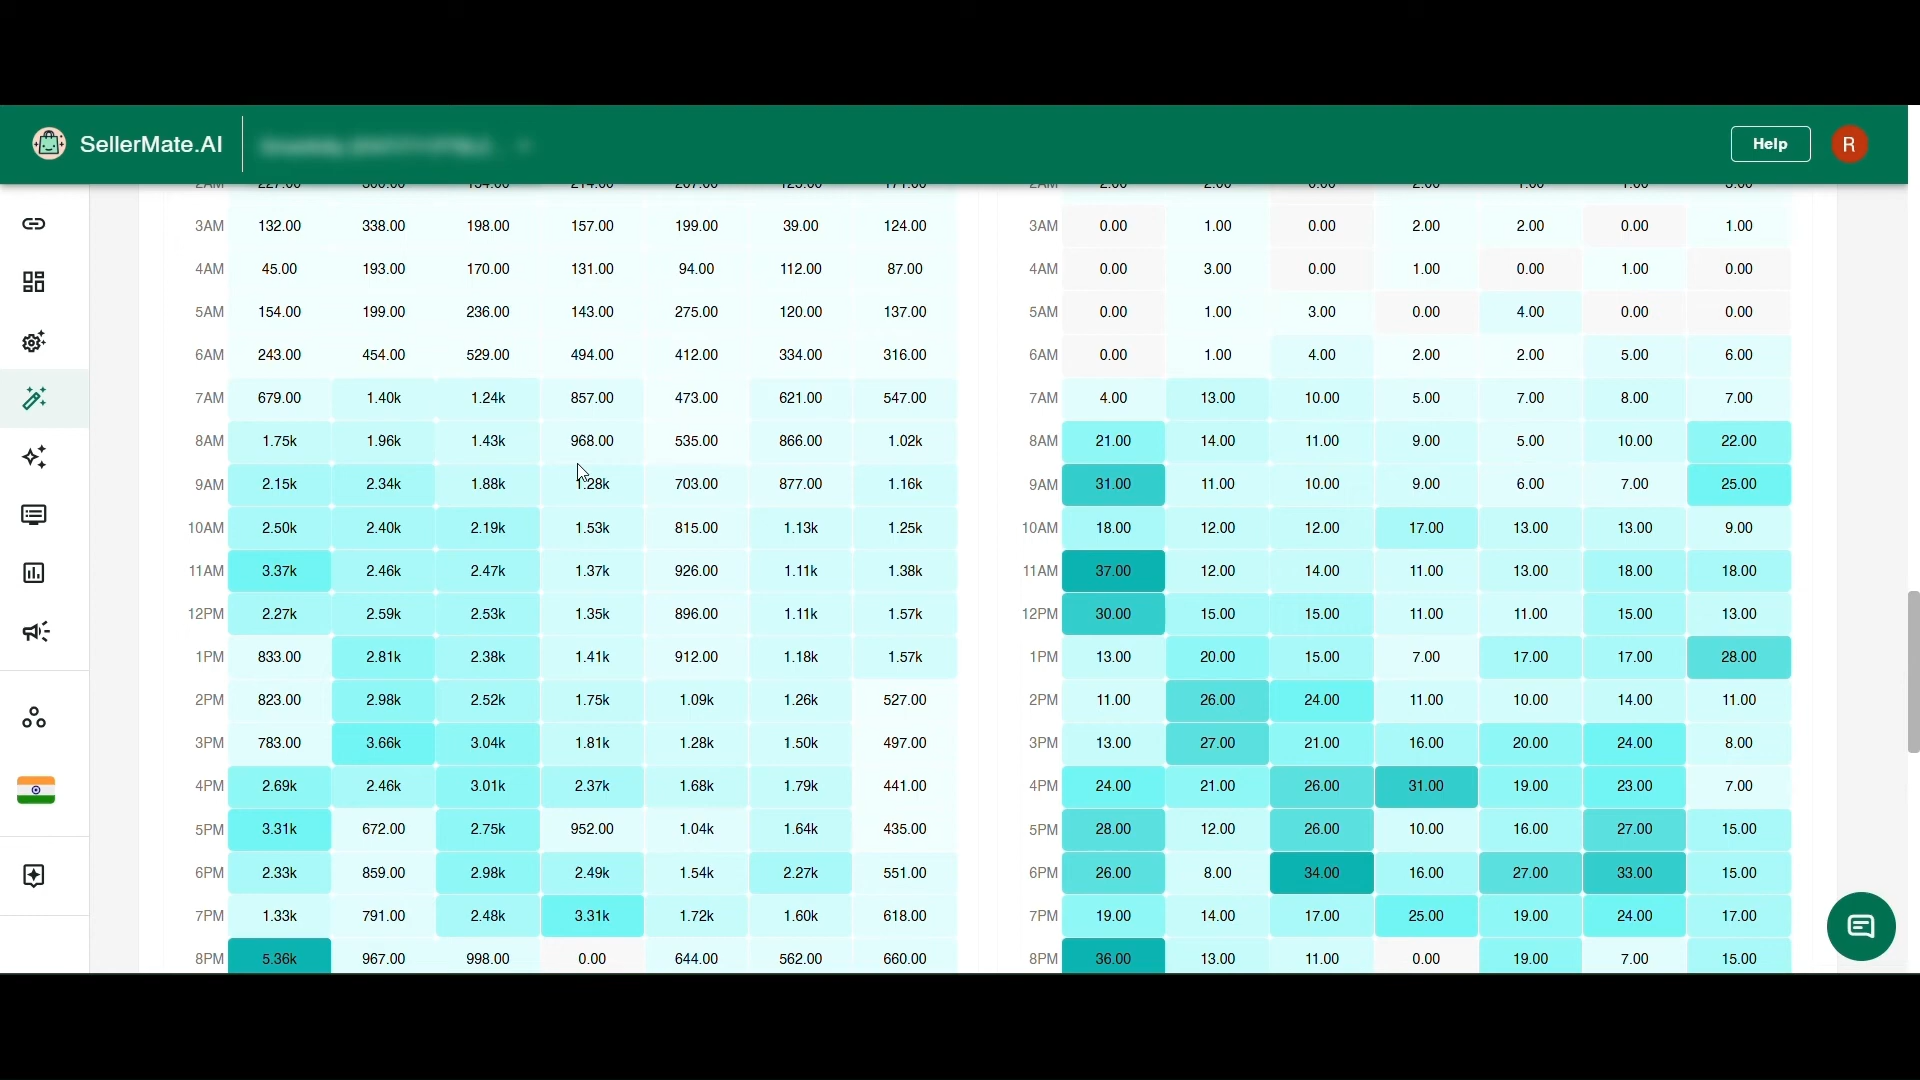 SellerMate.AI
Help
R
3AM 132.00 338.00 198.00 157.00 199.00 39.00 124.00 3AM 0.00 1.00 0.00 2.00 2.00 0.00 1.00
4AM 45.00 193.00 170.00 131.00 94.00 112.00 87.00 4AM 0.00 3.00 0.00 1.00 0.00 1.00 0.00
5AM 154.00 199.00 236.00 143.00 275.00 120.00 137.00 5AM 0.00 1.00 3.00 0.00 4.00 0.00 0.00
6AM 243.00 454.00 529.00 494.00 412.00 334.00 316.00 6AM 0.00 1.00 4.00 2.00 2.00 5.00 6.00
7AM 679.00 1.40k 1.24k 857.00 473.00 621.00 547.00 7AM 4.00 13.00 10.00 5.00 7.00 8.00 7.00
8AM 1.75k 1.96k 1.43k 968.00 535.00 866.00 1.02k 8AM 21.00 14.00 11.00 9.00 5.00 10.00 22.00
9AM 2.15k 2.34k 1.88k 1.28k 703.00 877.00 1.16k 9AM 31.00 11.00 10.00 9.00 6.00 7.00 25.00
10AM 2.50k 2.40k 2.19k 1.53k 815.00 1.13k 1.25k 10AM 18.00 12.00 12.00 17.00 13.00 13.00 9.00
11AM 3.37k 2.46k 2.47k 1.37k 926.00 1.11k 1.38k 11AM 37.00 12.00 14.00 11.00 13.00 18.00 18.00
12PM 2.27k 2.59k 2.53k 1.35k 896.00 1.11k 1.57k 12PM 30.00 15.00 15.00 11.00 11.00 15.00 13.00
1PM 833.00 2.81k 2.38k 1.41k 912.00 1.18k 1.57k 1PM 13.00 20.00 15.00 7.00 17.00 17.00 28.00
2PM 823.00 2.98k 2.52k 1.75k 1.09k 1.26k 527.00 2PM 11.00 26.00 24.00 11.00 10.00 14.00 11.00
3PM 783.00 3.66k 3.04k 1.81k 1.28k 1.50k 497.00 3PM 13.00 27.00 21.00 16.00 20.00 24.00 8.00
4PM 2.69k 2.46k 3.01k 2.37k 1.68k 1.79k 441.00 4PM 24.00 21.00 26.00 31.00 19.00 23.00 7.00
5PM 3.31k 672.00 2.75k 952.00 1.04k 1.64k 435.00 5PM 28.00 12.00 26.00 10.00 16.00 27.00 15.00
6PM 2.33k 859.00 2.98k 2.49k 1.54k 2.27k 551.00 6PM 26.00 8.00 34.00 16.00 27.00 33.00 15.00
7PM 1.33k 791.00 2.48k 3.31k 1.72k 1.60k 618.00 7PM 19.00 14.00 17.00 25.00 19.00 24.00 17.00
8PM 5.36k 967.00 998.00 0.00 644.00 562.00 660.00 8PM 36.00 13.00 11.00 0.00 19.00 7.00 15.00